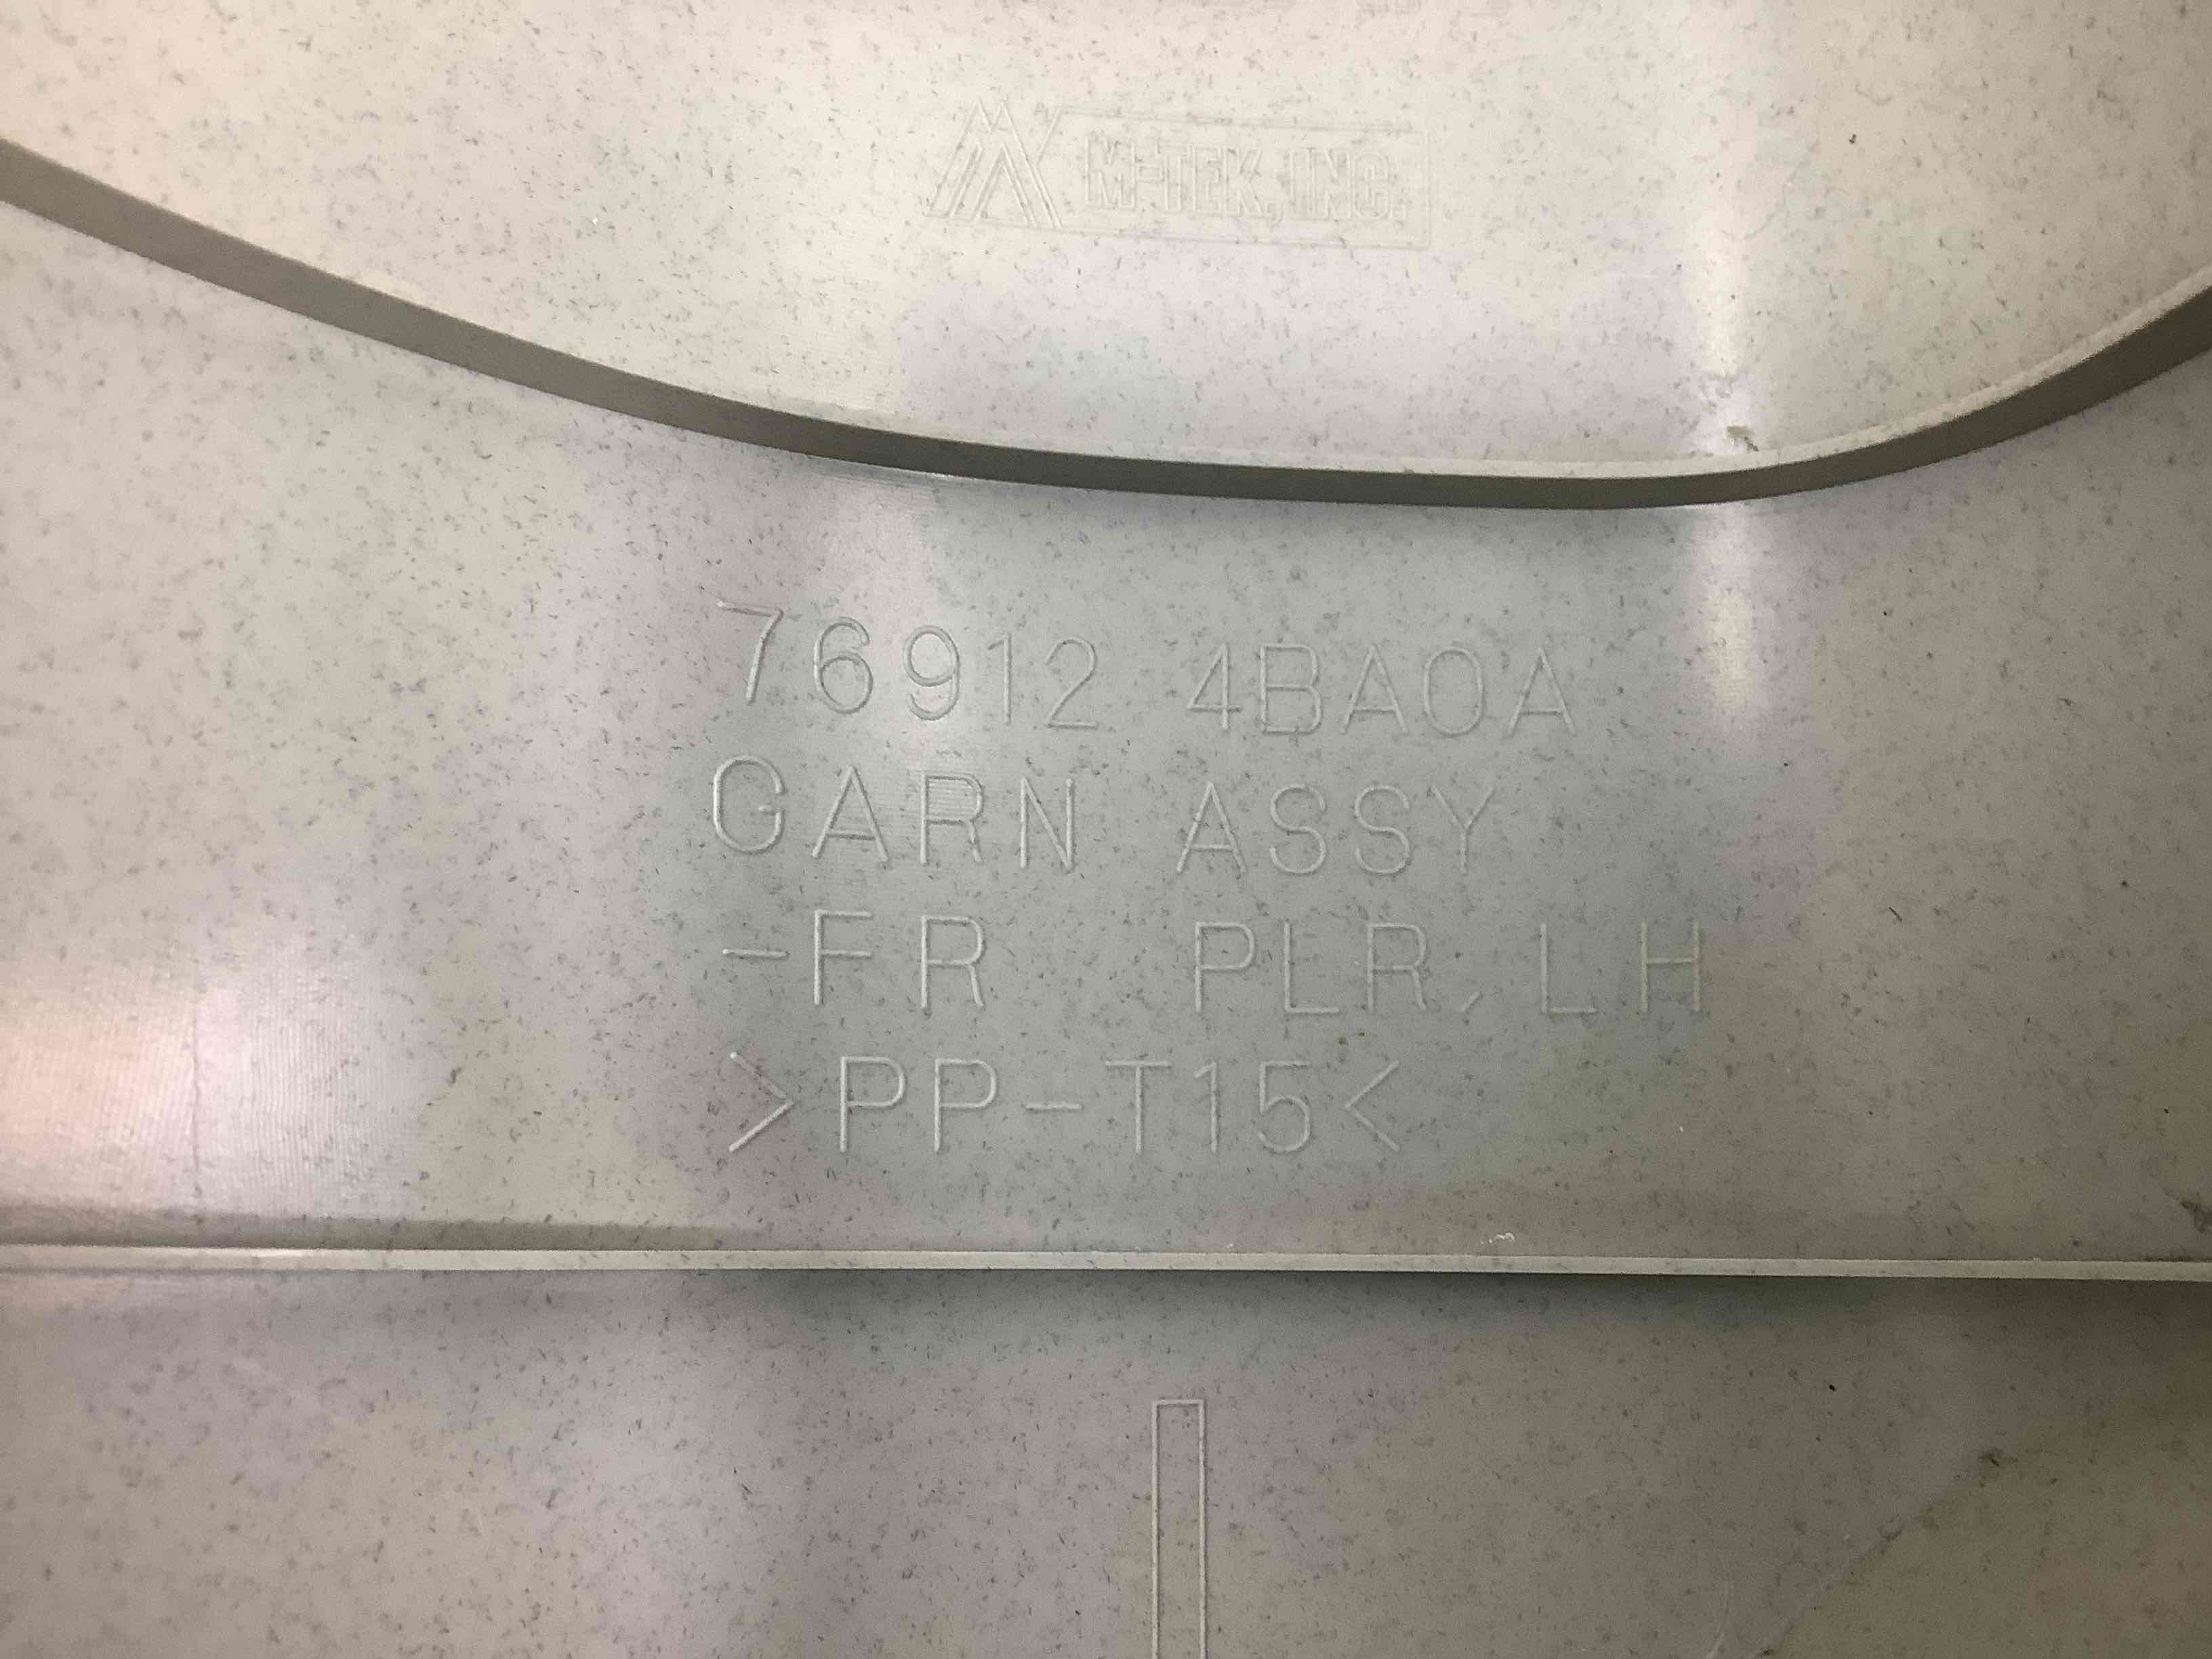 M-TEK, INC.
76912 4BA0A
GARN ASSY
-FR PLR, LH
>PP-T15<